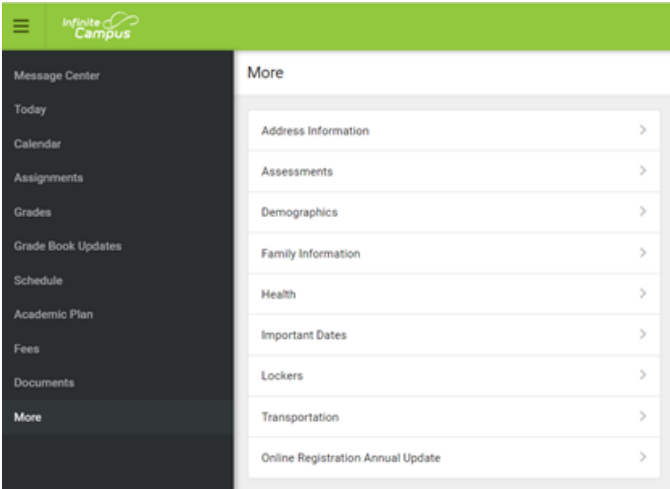 Infinite
Campus
More
Message Center
Today
Calendar
Assignments
Grades
Grade Book Updates
Schedule
Academic Plan
Fees
Documents
More
Address Information
Assessments
Demographics
Family Information
Health
Important Dates
Lockers
Transportation
Online Registration Annual Update